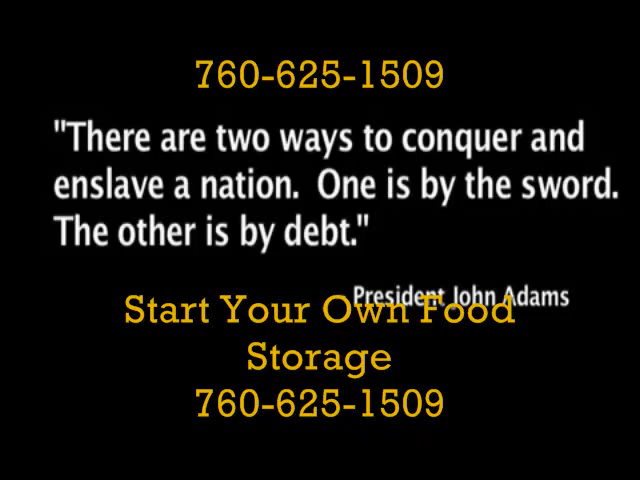 760-625-1509
"There are two ways to conquer and
enslave a nation.  One is by the sword.
The other is by debt."
President John Adams
Start Your Own Food
Storage
760-625-1509